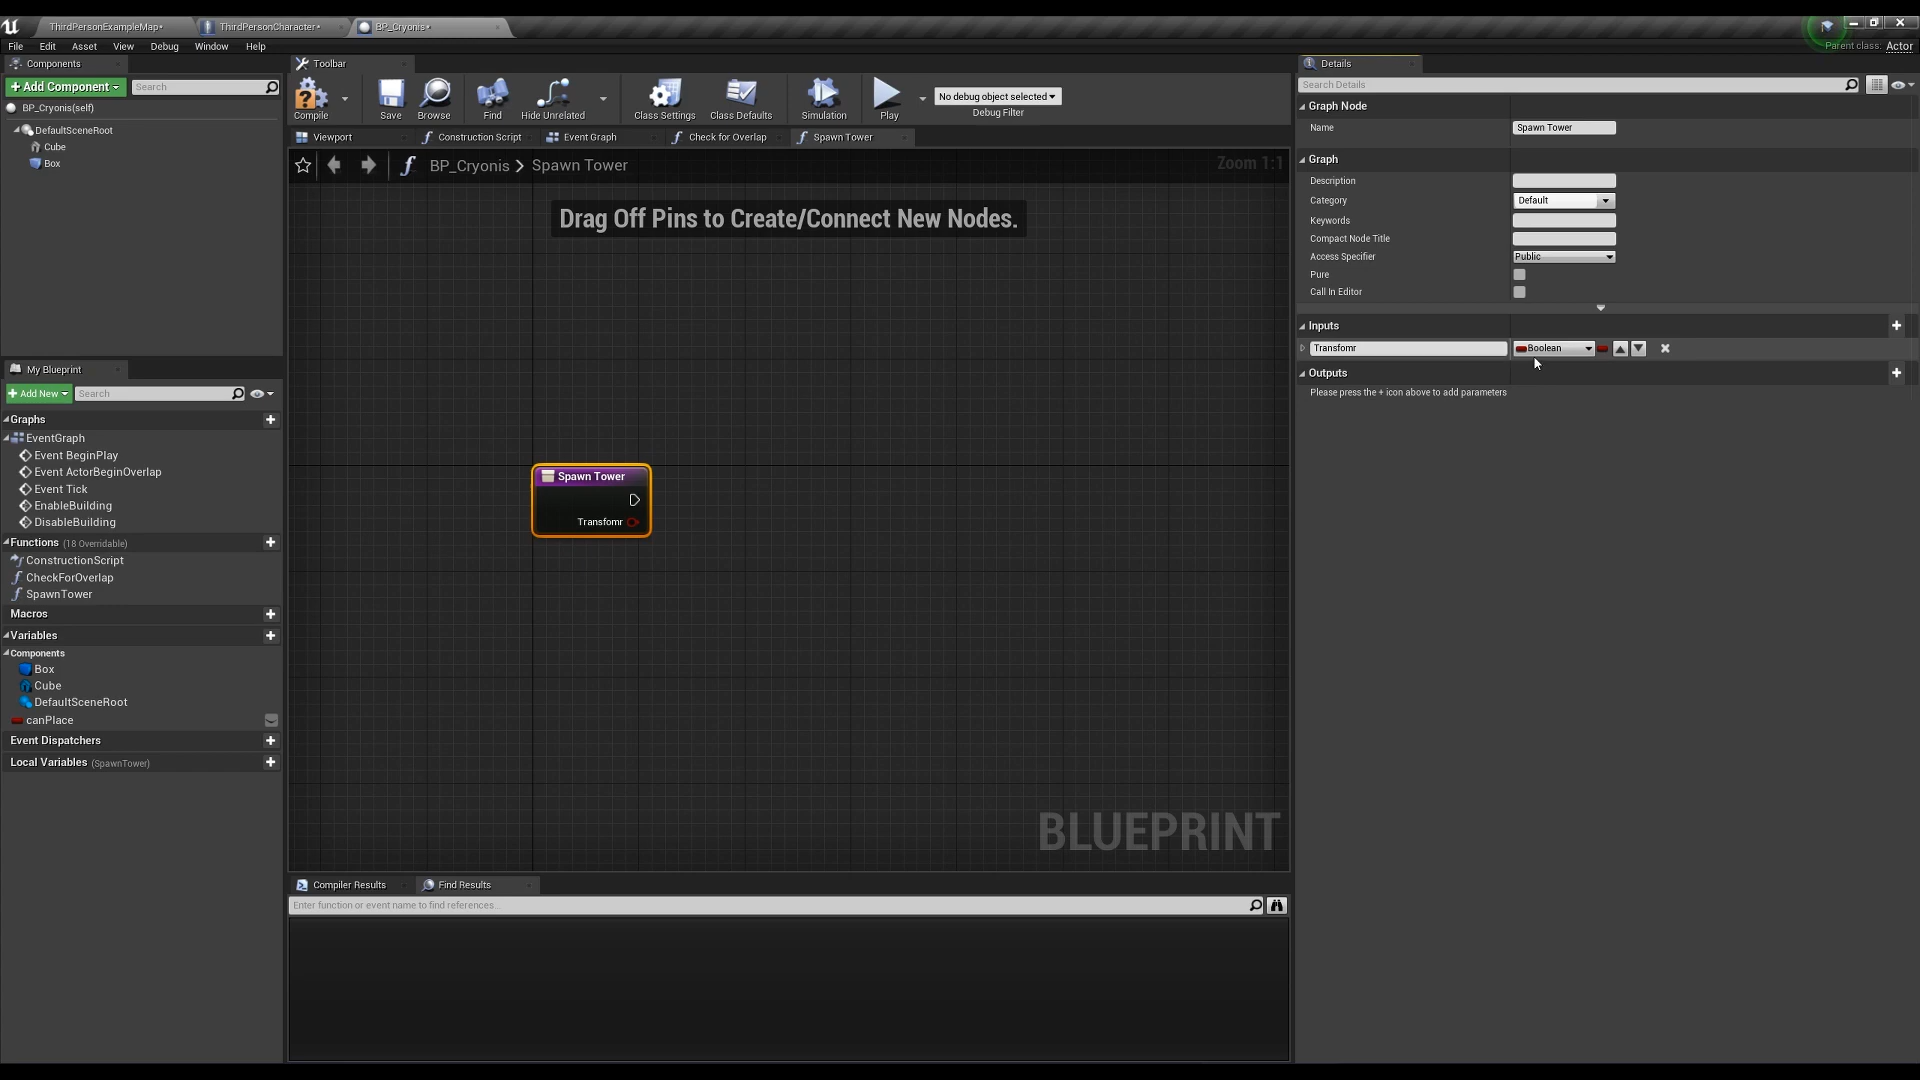 ThirdPersonExampleMap*
ThirdPersonCharacter*
BP_Cryonis*
File Edit Asset View Debug Window Help
Parent class: Actor
Components
+ Add Component
Search
BP_Cryonis(self)
DefaultSceneRoot
Cube
Box
My Blueprint
+ Add New
Search
Graphs
EventGraph
Event BeginPlay
Event ActorBeginOverlap
Event Tick
EnableBuilding
DisableBuilding
Functions (18 Overridable)
ConstructionScript
CheckForOverlap
SpawnTower
Macros
Variables
Components
Box
Cube
DefaultSceneRoot
canPlace
Event Dispatchers
Local Variables (SpawnTower)
Toolbar
Compile
Save
Browse
Find
Hide Unrelated
Class Settings
Class Defaults
Simulation
Play
No debug object selected
Debug Filter
Viewport
Construction Script
Event Graph
Check for Overlap
Spawn Tower
BP_Cryonis > Spawn Tower
Zoom 1:1
Drag Off Pins to Create/Connect New Nodes.
Spawn Tower
Transfomr
BLUEPRINT
Compiler Results
Find Results
Enter function or event name to find references...
Details
Search Details
Graph Node
Name
Spawn Tower
Graph
Description
Category
Default
Keywords
Compact Node Title
Access Specifier
Public
Pure
Call In Editor
Inputs
Transfomr
Boolean
Outputs
Please press the + icon above to add parameters